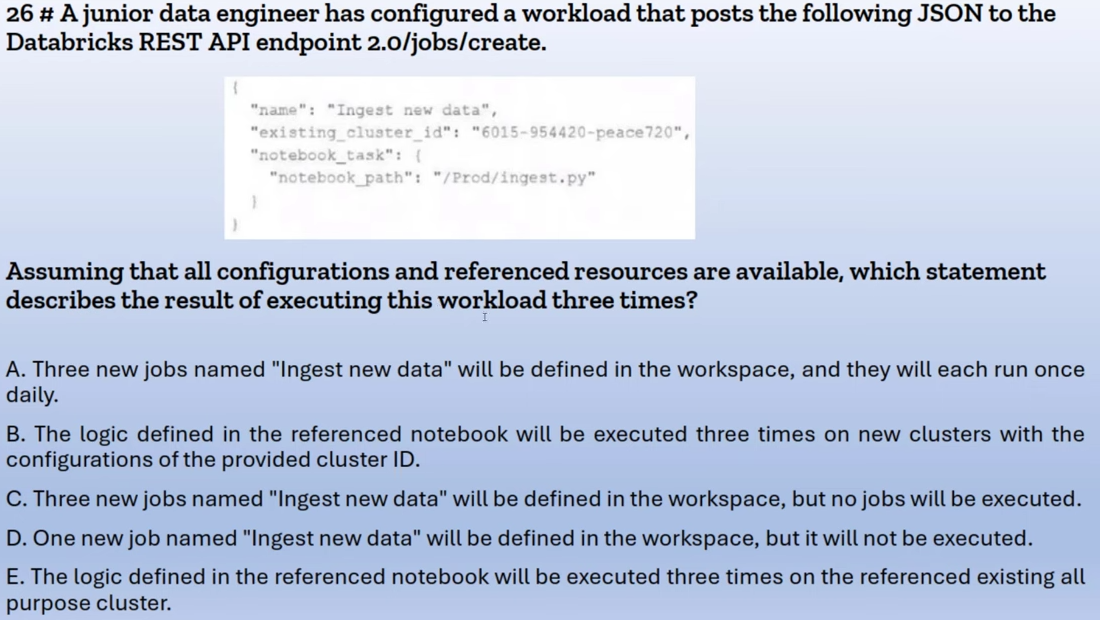 26 # A junior data engineer has configured a workload that posts the following JSON to the
Databricks REST API endpoint 2.0/jobs/create.
{
"name": "Ingest new data",
"existing_cluster_id": "6015-954420-peace720",
"notebook_task": {
"notebook_path": "/Prod/ingest.py"
}
}
Assuming that all configurations and referenced resources are available, which statement
describes the result of executing this workload three times?
A. Three new jobs named "Ingest new data" will be defined in the workspace, and they will each run once
daily.
B. The logic defined in the referenced notebook will be executed three times on new clusters with the
configurations of the provided cluster ID.
C. Three new jobs named "Ingest new data" will be defined in the workspace, but no jobs will be executed.
D. One new job named "Ingest new data" will be defined in the workspace, but it will not be executed.
E. The logic defined in the referenced notebook will be executed three times on the referenced existing all
purpose cluster.